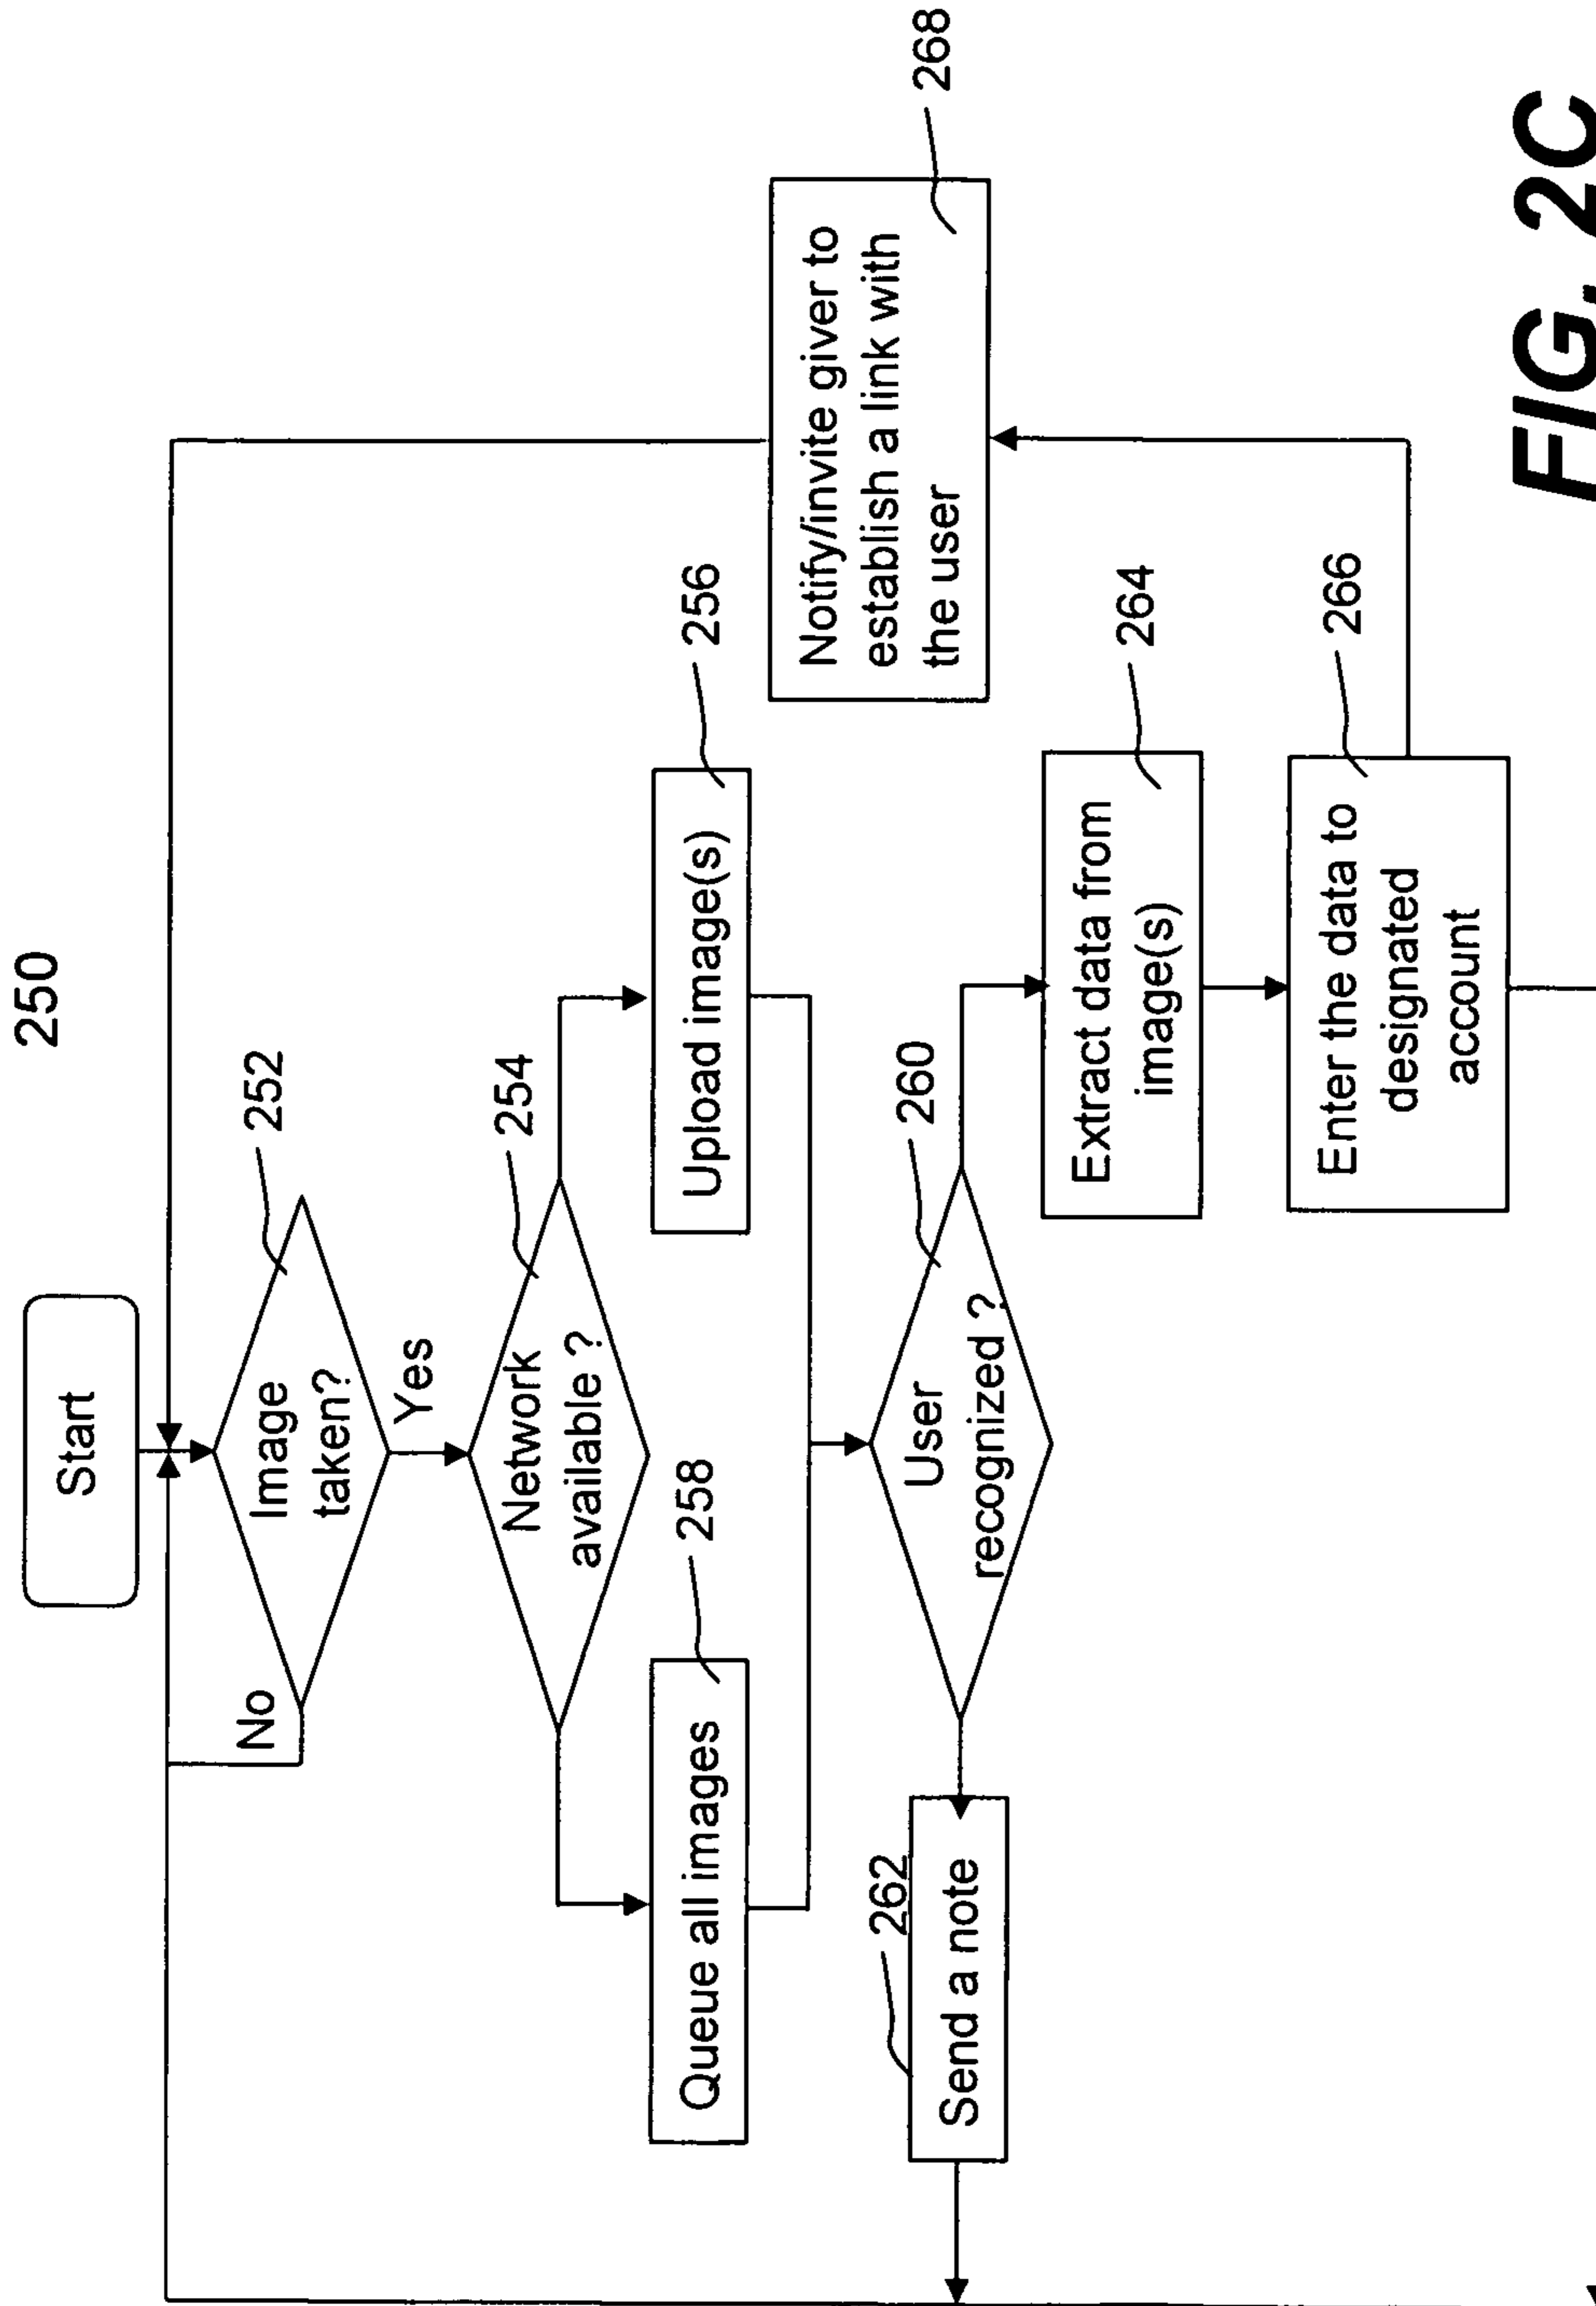 250
Start
252
Image
taken?
No
Yes
254
Network
available ?
258
Queue all images
256
Upload image(s)
260
User
recognized ?
262
Send a note
264
Extract data from
image(s)
266
Enter the data to
designated
account
268
Notify/invite giver to
establish a link with
the user
FIG. 2C